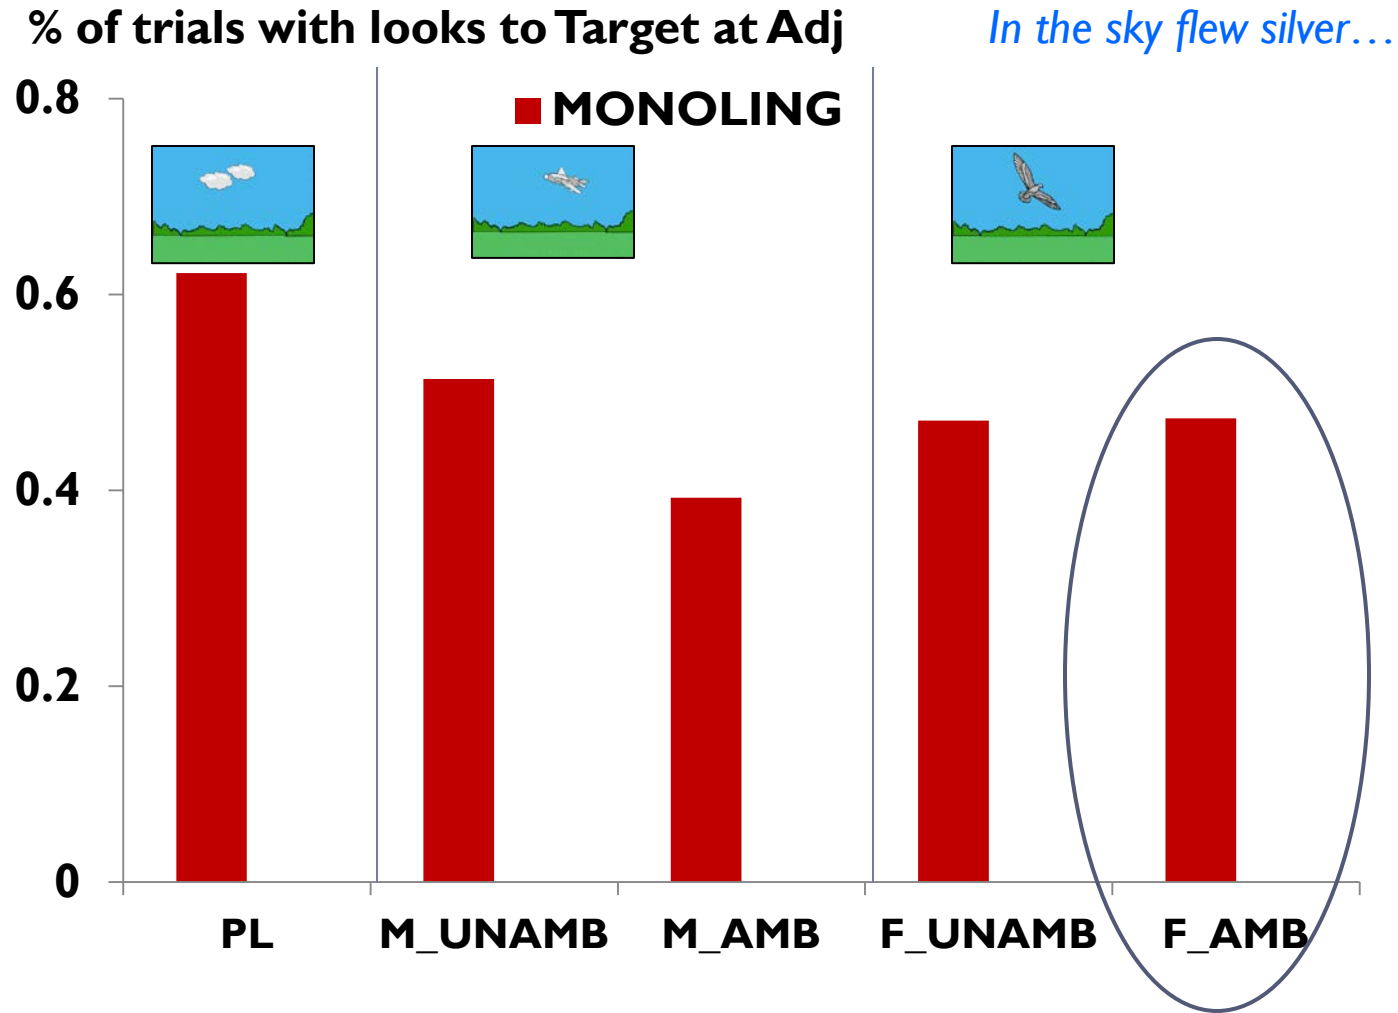 % of trials with looks to Target at Adj
In the sky flew silver…
MONOLING
0.8
0.6
0.4
0.2
0
PL M_UNAMB M_AMB F_UNAMB F_AMB